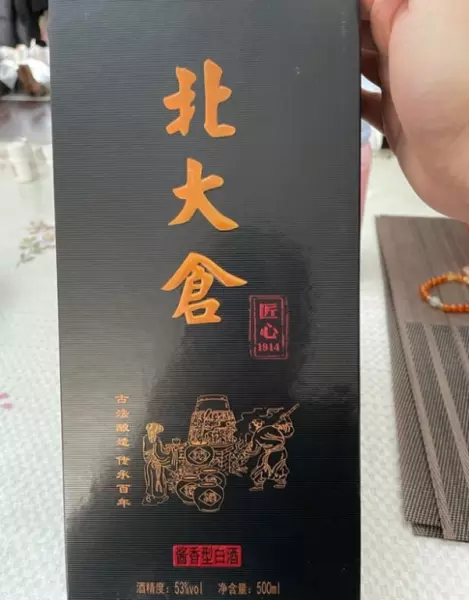 北大仓
匠心
1914
古法酿造 传承百年
酱香型白酒
酒精度：53%vol 净含量：500ml